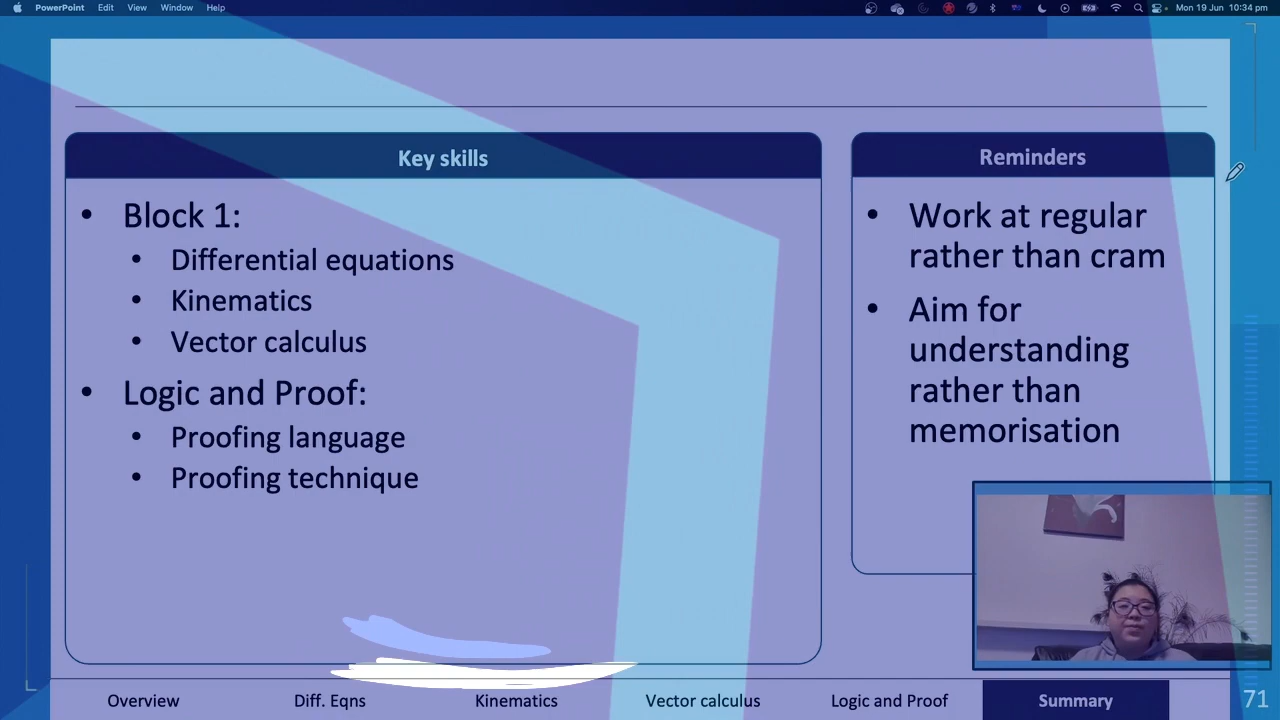 PowerPoint Edit View Window Help Mon 19 Jun 10:34 pm
Key skills
• Block 1:
• Differential equations
• Kinematics
• Vector calculus
• Logic and Proof:
• Proofing language
• Proofing technique
Reminders
• Work at regular
rather than cram
• Aim for
understanding
rather than
memorisation
Overview Diff. Eqns Kinematics Vector calculus Logic and Proof Summary 71